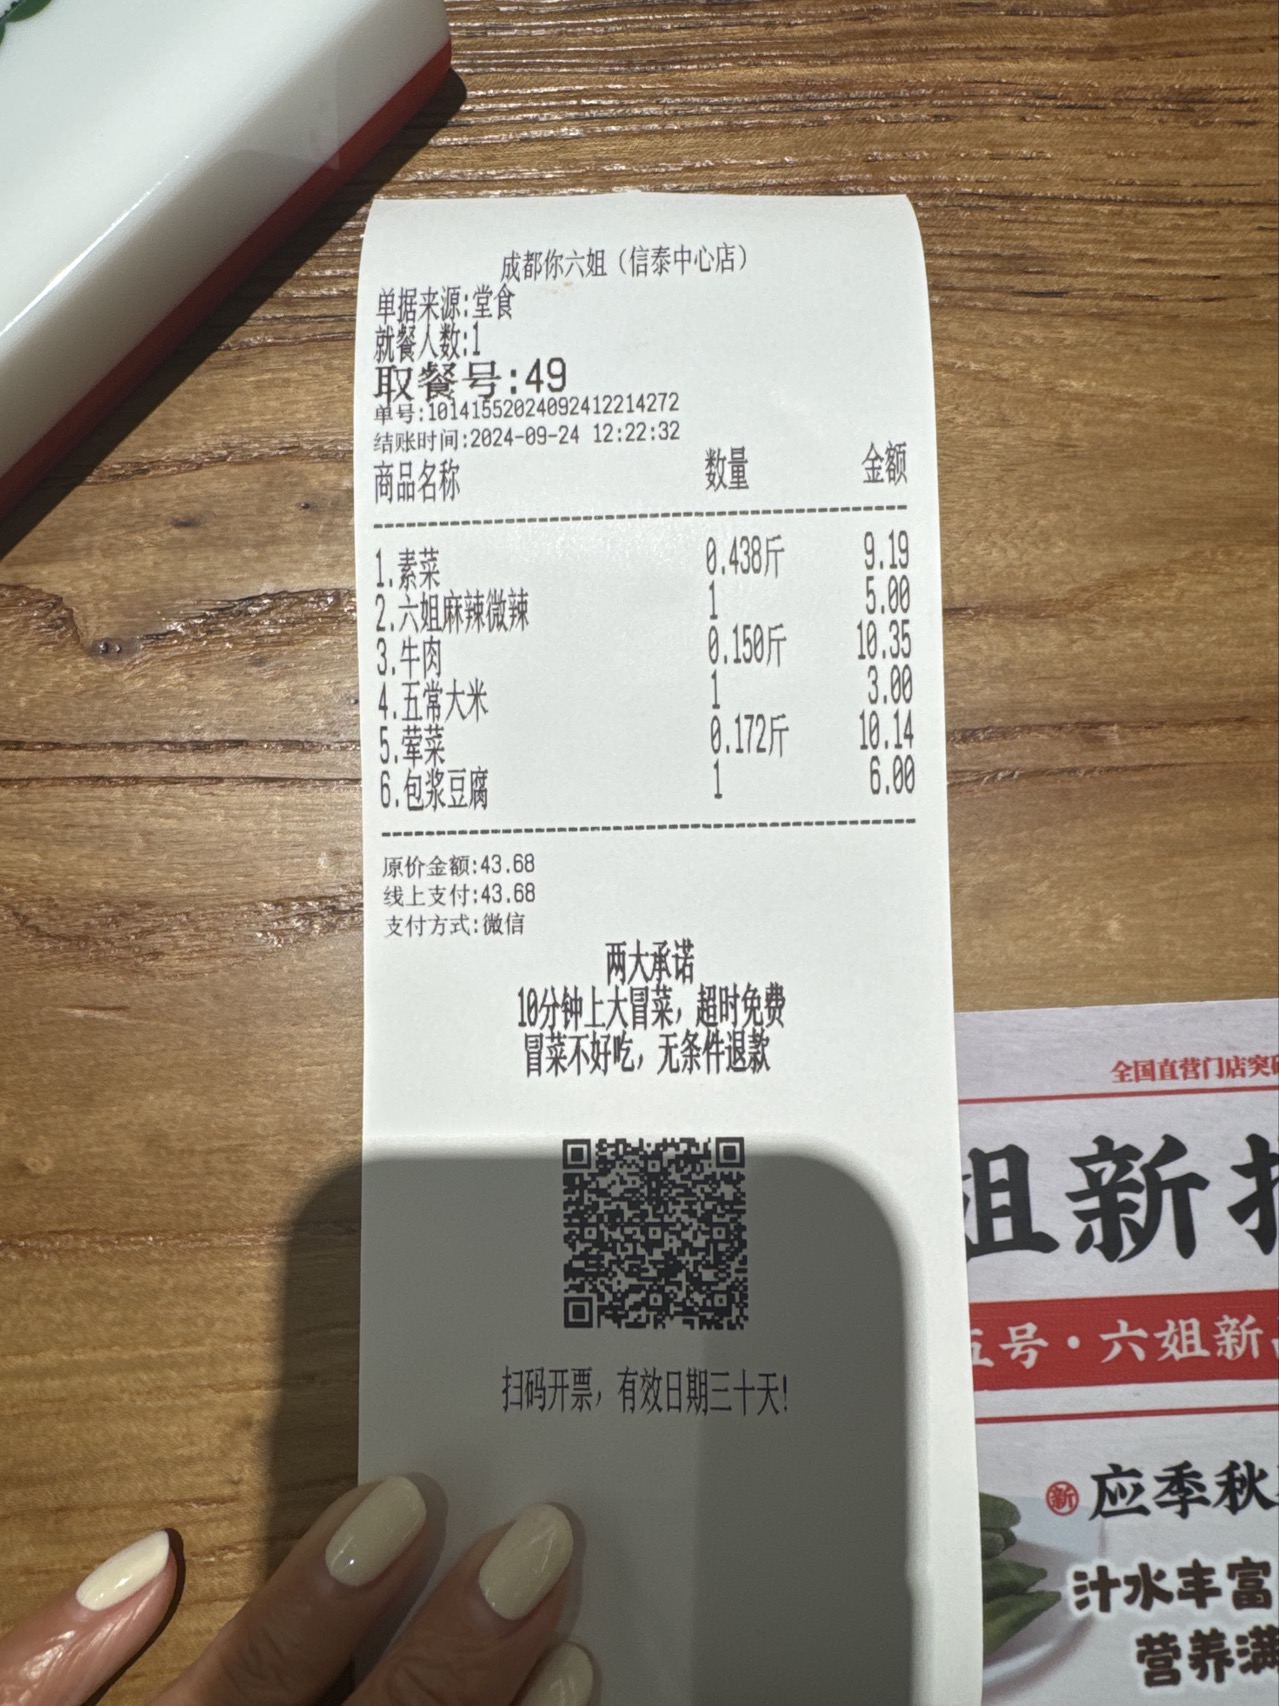 成都你六姐（信泰中心店）
单据来源:堂食
就餐人数:1
取餐号:49
单号:10141552024092412214272
结账时间:2024-09-24 12:22:32
商品名称 数量 金额
1.素菜 0.438斤 9.19
2.六姐麻辣微辣 1 5.00
3.牛肉 0.150斤 10.35
4.五常大米 1 3.00
5.荤菜 0.172斤 10.14
6.包浆豆腐 1 6.00
原价金额:43.68
线上支付:43.68
支付方式:微信
两大承诺
10分钟上大冒菜，超时免费
冒菜不好吃，无条件退款
扫码开票，有效日期三十天!
全国直营门店突
姐新
五号·六姐新
新 应季秋
汁水丰富
营养满